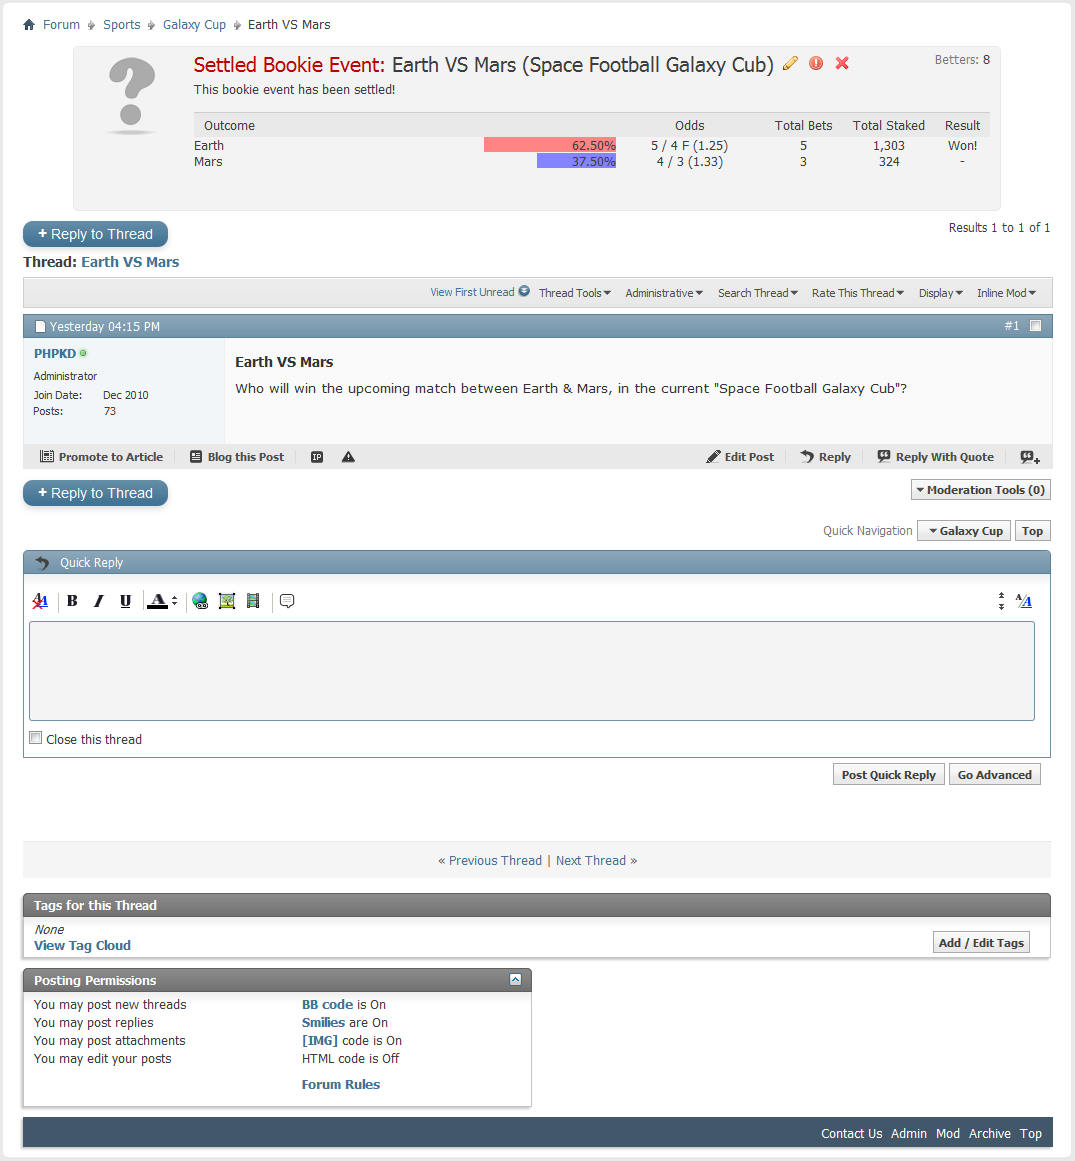 Forum Sports Galaxy Cup Earth VS Mars
Settled Bookie Event: Earth VS Mars (Space Football Galaxy Cub)
Betters: 8
This bookie event has been settled!
Outcome Odds Total Bets Total Staked Result
Earth 62.50% 5 / 4 F (1.25) 5 1,303 Won!
Mars 37.50% 4 / 3 (1.33) 3 324 -
+ Reply to Thread
Results 1 to 1 of 1
Thread: Earth VS Mars
View First Unread Thread Tools Administrative Search Thread Rate This Thread Display Inline Mod
Yesterday 04:15 PM #1
PHPKD
Administrator
Join Date: Dec 2010
Posts: 73
Earth VS Mars
Who will win the upcoming match between Earth & Mars, in the current "Space Football Galaxy Cub"?
Promote to Article Blog this Post IP Edit Post Reply Reply With Quote
+ Reply to Thread
Moderation Tools (0)
Quick Navigation Galaxy Cup Top
Quick Reply
AA B I U A AA
Close this thread
Post Quick Reply Go Advanced
« Previous Thread | Next Thread »
Tags for this Thread
None
View Tag Cloud
Add / Edit Tags
Posting Permissions
You may post new threads
You may post replies
You may post attachments
You may edit your posts
BB code is On
Smilies are On
[IMG] code is On
HTML code is Off
Forum Rules
Contact Us Admin Mod Archive Top